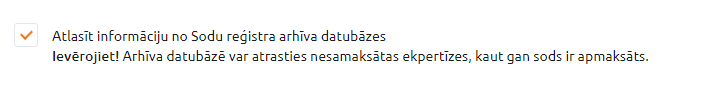 Atlasīt informāciju no Sodu reģistra arhīva datubāzes
Ievērojiet! Arhīva datubāzē var atrasties nesamaksātas ekpertīzes, kaut gan sods ir apmaksāts.